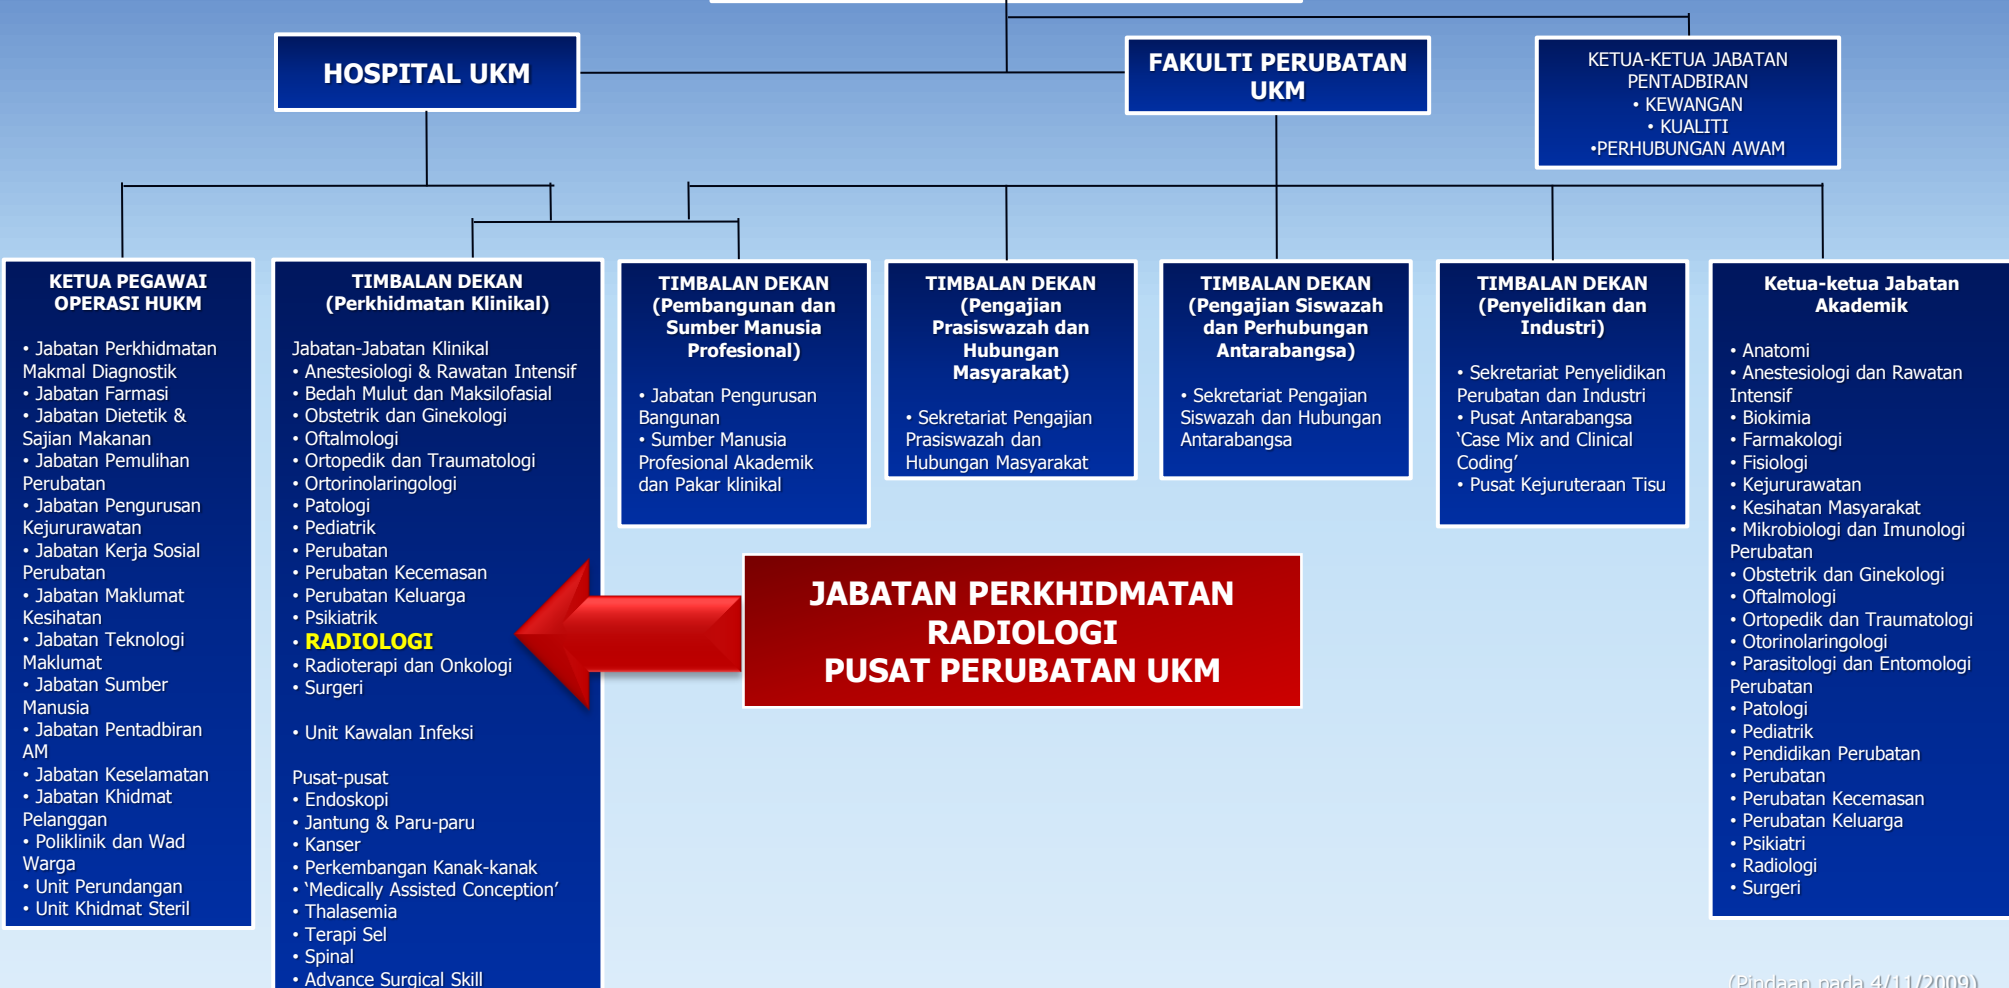 HOSPITAL UKM
FAKULTI PERUBATAN
UKM
KETUA-KETUA JABATAN
PENTADBIRAN
• KEWANGAN
• KUALITI
•PERHUBUNGAN AWAM
KETUA PEGAWAI
OPERASI HUKM
• Jabatan Perkhidmatan
Makmal Diagnostik
• Jabatan Farmasi
• Jabatan Dietetik &
Sajian Makanan
• Jabatan Pemulihan
Perubatan
• Jabatan Pengurusan
Kejururawatan
• Jabatan Kerja Sosial
Perubatan
• Jabatan Maklumat
Kesihatan
• Jabatan Teknologi
Maklumat
• Jabatan Sumber
Manusia
• Jabatan Pentadbiran
AM
• Jabatan Keselamatan
• Jabatan Khidmat
Pelanggan
• Poliklinik dan Wad
Warga
• Unit Perundangan
• Unit Khidmat Steril
TIMBALAN DEKAN
(Perkhidmatan Klinikal)
Jabatan-Jabatan Klinikal
• Anestesiologi & Rawatan Intensif
• Bedah Mulut dan Maksilofasial
• Obstetrik dan Ginekologi
• Oftalmologi
• Ortopedik dan Traumatologi
• Ortorinolaringologi
• Patologi
• Pediatrik
• Perubatan
• Perubatan Kecemasan
• Perubatan Keluarga
• Psikiatrik
• RADIOLOGI
• Radioterapi dan Onkologi
• Surgeri
• Unit Kawalan Infeksi
Pusat-pusat
• Endoskopi
• Jantung & Paru-paru
• Kanser
• Perkembangan Kanak-kanak
• ‘Medically Assisted Conception’
• Thalasemia
• Terapi Sel
• Spinal
• Advance Surgical Skill
TIMBALAN DEKAN
(Pembangunan dan
Sumber Manusia
Profesional)
• Jabatan Pengurusan
Bangunan
• Sumber Manusia
Profesional Akademik
dan Pakar klinikal
TIMBALAN DEKAN
(Pengajian
Prasiswazah dan
Hubungan
Masyarakat)
• Sekretariat Pengajian
Prasiswazah dan
Hubungan Masyarakat
TIMBALAN DEKAN
(Pengajian Siswazah
dan Perhubungan
Antarabangsa)
• Sekretariat Pengajian
Siswazah dan Hubungan
Antarabangsa
TIMBALAN DEKAN
(Penyelidikan dan
Industri)
• Sekretariat Penyelidikan
Perubatan dan Industri
• Pusat Antarabangsa
‘Case Mix and Clinical
Coding’
• Pusat Kejuruteraan Tisu
Ketua-ketua Jabatan
Akademik
• Anatomi
• Anestesiologi dan Rawatan
Intensif
• Biokimia
• Farmakologi
• Fisiologi
• Kejururawatan
• Kesihatan Masyarakat
• Mikrobiologi dan Imunologi
Perubatan
• Obstetrik dan Ginekologi
• Oftalmologi
• Ortopedik dan Traumatologi
• Otorinolaringologi
• Parasitologi dan Entomologi
Perubatan
• Patologi
• Pediatrik
• Pendidikan Perubatan
• Perubatan
• Perubatan Kecemasan
• Perubatan Keluarga
• Psikiatri
• Radiologi
• Surgeri
JABATAN PERKHIDMATAN
RADIOLOGI
PUSAT PERUBATAN UKM
(Pindaan pada 4/11/2009)